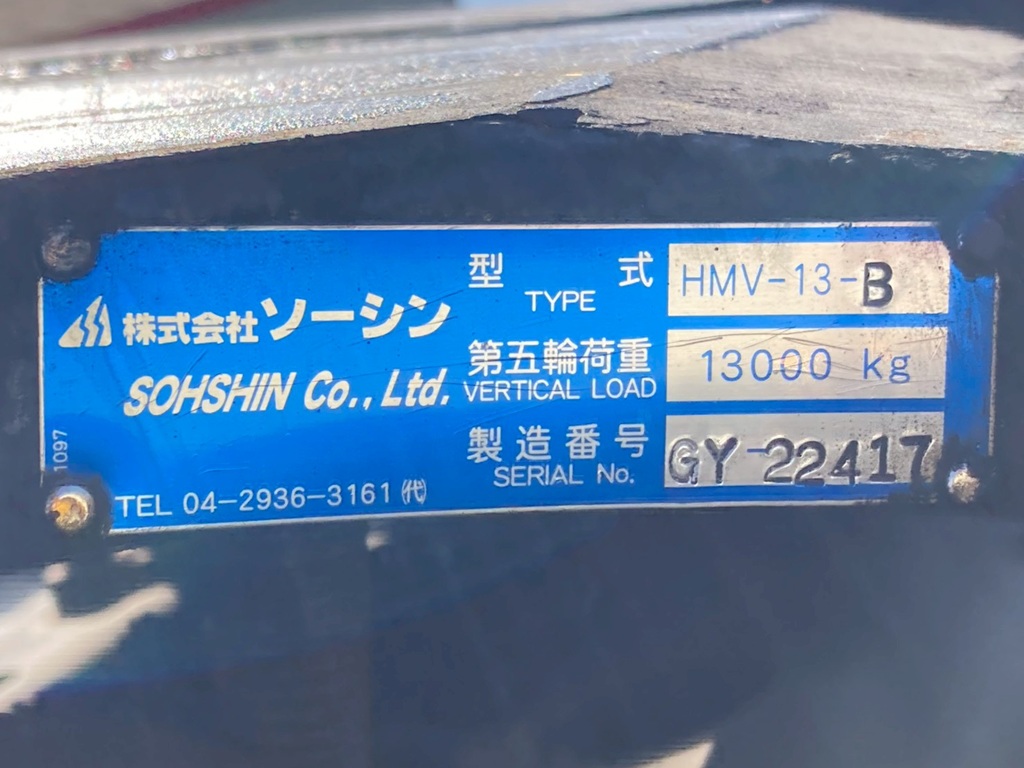 株式会社ソーシン
SOHSHIN Co., Ltd.
1097
TEL 04-2936-3161㈹
型式 HMV-13-B
TYPE
第五輪荷重 13000 kg
VERTICAL LOAD
製造番号 GY-22417
SERIAL No.